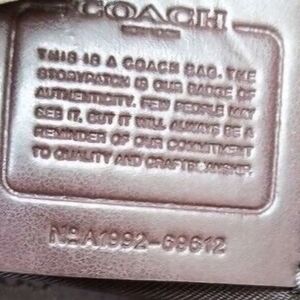 COACH
THIS IS A COACH BAG. THE
STORYPATCH IS OUR BADGE OF
AUTHENTICITY. FEW PEOPLE MAY
SEE IT, BUT IT WILL ALWAYS BE A
REMINDER OF OUR COMMITMENT
TO QUALITY AND CRAFTSMANSHIP.
No A1992-69612